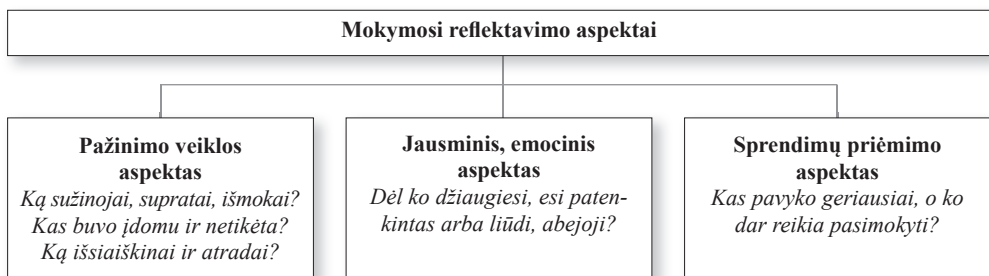 Mokymosi reflektavimo aspektai
Pažinimo veiklos
aspektas
Ką sužinojai, supratai, išmokai?
Kas buvo įdomu ir netikėta?
Ką išsiaiškinai ir atradai?
Jausminis, emocinis
aspektas
Dėl ko džiaugiesi, esi paten-
kintas arba liūdi, abejoji?
Sprendimų priėmimo
aspektas
Kas pavyko geriausiai, o ko
dar reikia pasimokyti?